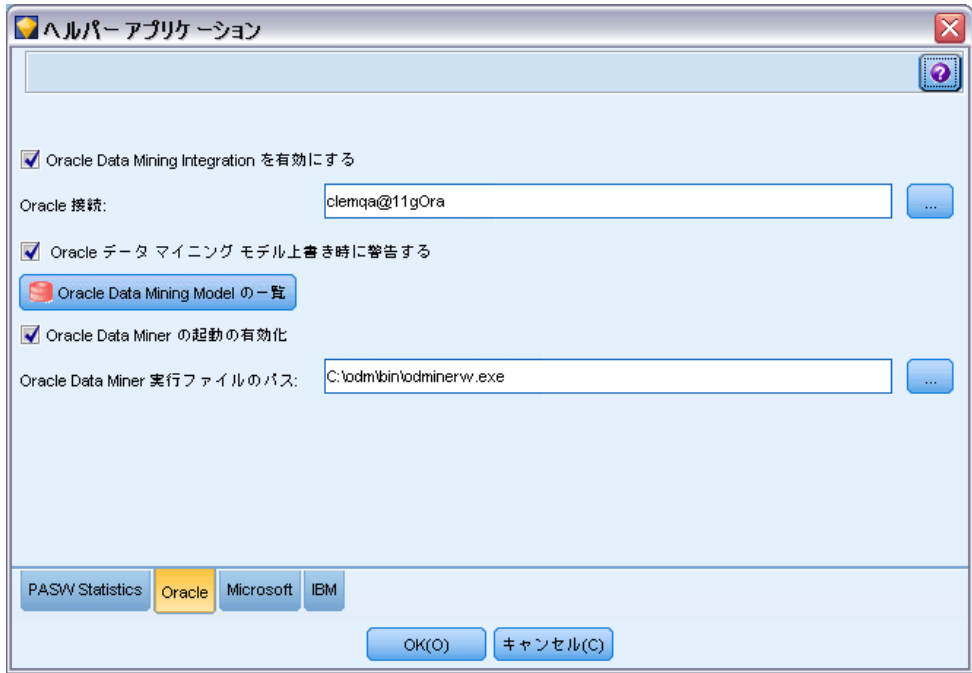 ヘルパー アプリケーション
Oracle Data Mining Integration を有効にする
Oracle 接続:
clemqa@11gOra
...
Oracle データ マイニング モデル上書き時に警告する
Oracle Data Mining Model の一覧
Oracle Data Miner の起動の有効化
Oracle Data Miner 実行ファイルのパス:
C:\odm\bin\odminerw.exe
...
PASW Statistics
Oracle
Microsoft
IBM
OK(O)
キャンセル(C)